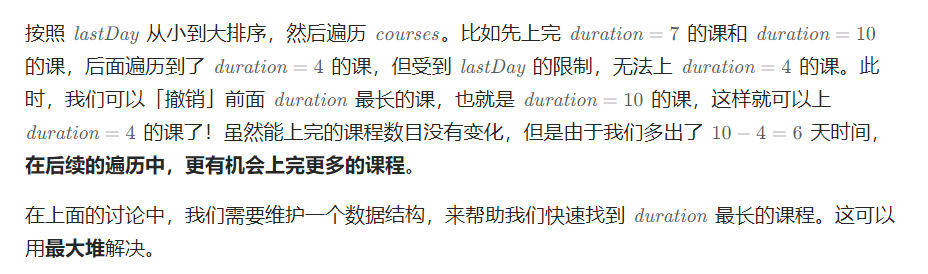 按照 lastDay 从小到大排序，然后遍历 courses。比如先上完 duration = 7 的课和 duration = 10
的课，后面遍历到了 duration = 4 的课，但受到 lastDay 的限制，无法上 duration = 4 的课。此
时，我们可以「撤销」前面 duration 最长的课，也就是 duration = 10 的课，这样就可以上
duration = 4 的课了！虽然能上完的课程数目没有变化，但是由于我们多出了 10 − 4 = 6 天时间，
在后续的遍历中，更有机会上完更多的课程。
在上面的讨论中，我们需要维护一个数据结构，来帮助我们快速找到 duration 最长的课程。这可以
用最大堆解决。